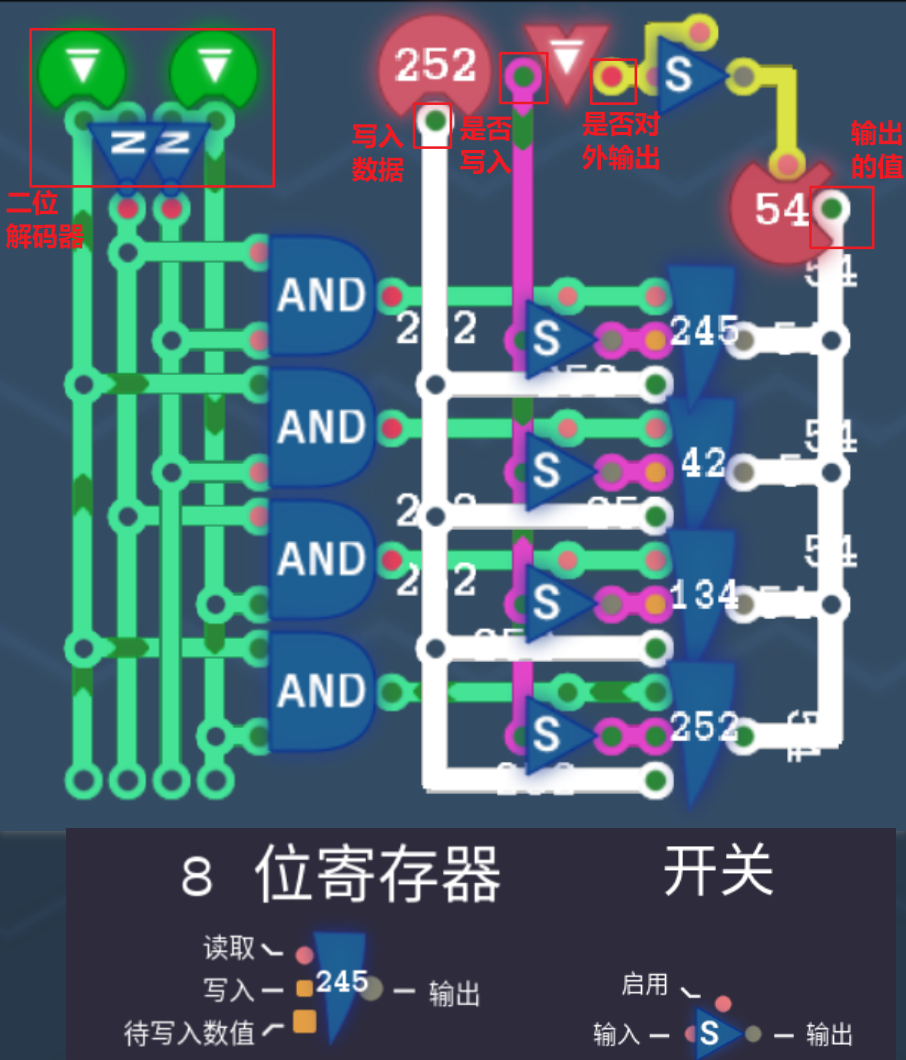 252
S
写入
数据
是否
写入
是否对
外输出
54
输出
的值
54
N
N
二位
解码器
AND
252
S
245
AND
S
42
54
AND
252
S
134
54
AND
S
252
8 位寄存器
开关
读取
写入
245
输出
待写入数值
启用
输入
S
输出